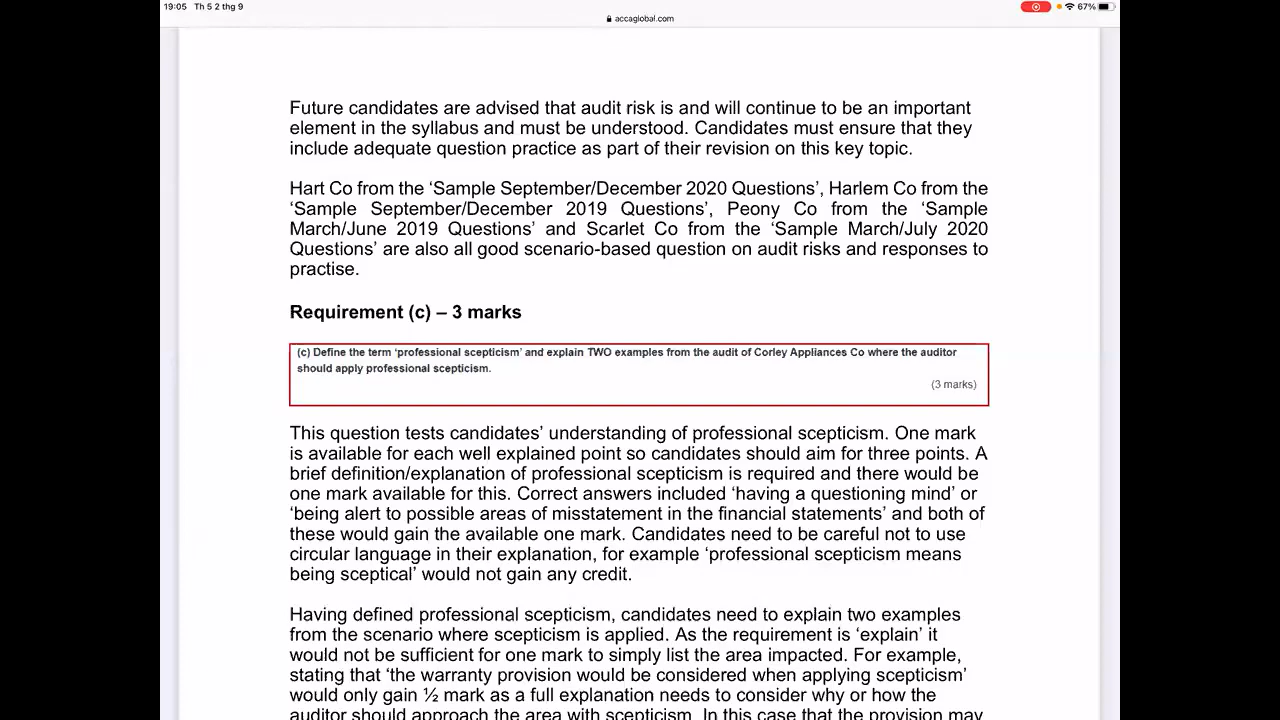 19:05 Th 5 2 thg 9
67%
accaglobal.com
Future candidates are advised that audit risk is and will continue to be an important
element in the syllabus and must be understood. Candidates must ensure that they
include adequate question practice as part of their revision on this key topic.
Hart Co from the ‘Sample September/December 2020 Questions’, Harlem Co from the
‘Sample September/December 2019 Questions’, Peony Co from the ‘Sample
March/June 2019 Questions’ and Scarlet Co from the ‘Sample March/July 2020
Questions’ are also all good scenario-based question on audit risks and responses to
practise.
Requirement (c) – 3 marks
(c) Define the term ‘professional scepticism’ and explain TWO examples from the audit of Corley Appliances Co where the auditor
should apply professional scepticism.
(3 marks)
This question tests candidates’ understanding of professional scepticism. One mark
is available for each well explained point so candidates should aim for three points. A
brief definition/explanation of professional scepticism is required and there would be
one mark available for this. Correct answers included ‘having a questioning mind’ or
‘being alert to possible areas of misstatement in the financial statements’ and both of
these would gain the available one mark. Candidates need to be careful not to use
circular language in their explanation, for example ‘professional scepticism means
being sceptical’ would not gain any credit.
Having defined professional scepticism, candidates need to explain two examples
from the scenario where scepticism is applied. As the requirement is ‘explain’ it
would not be sufficient for one mark to simply list the area impacted. For example,
stating that ‘the warranty provision would be considered when applying scepticism’
would only gain ½ mark as a full explanation needs to consider why or how the
auditor should approach the area with scepticism. In this case that the provision may